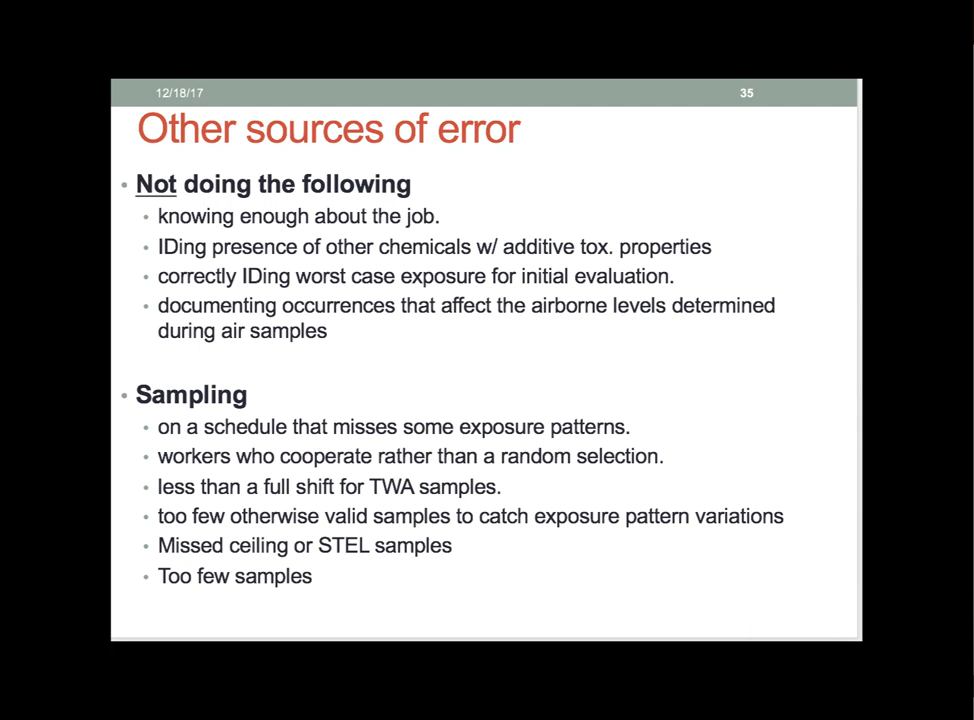 12/18/17
35
Other sources of error
• Not doing the following
• knowing enough about the job.
• IDing presence of other chemicals w/ additive tox. properties
• correctly IDing worst case exposure for initial evaluation.
• documenting occurrences that affect the airborne levels determined
during air samples
• Sampling
• on a schedule that misses some exposure patterns.
• workers who cooperate rather than a random selection.
• less than a full shift for TWA samples.
• too few otherwise valid samples to catch exposure pattern variations
• Missed ceiling or STEL samples
• Too few samples